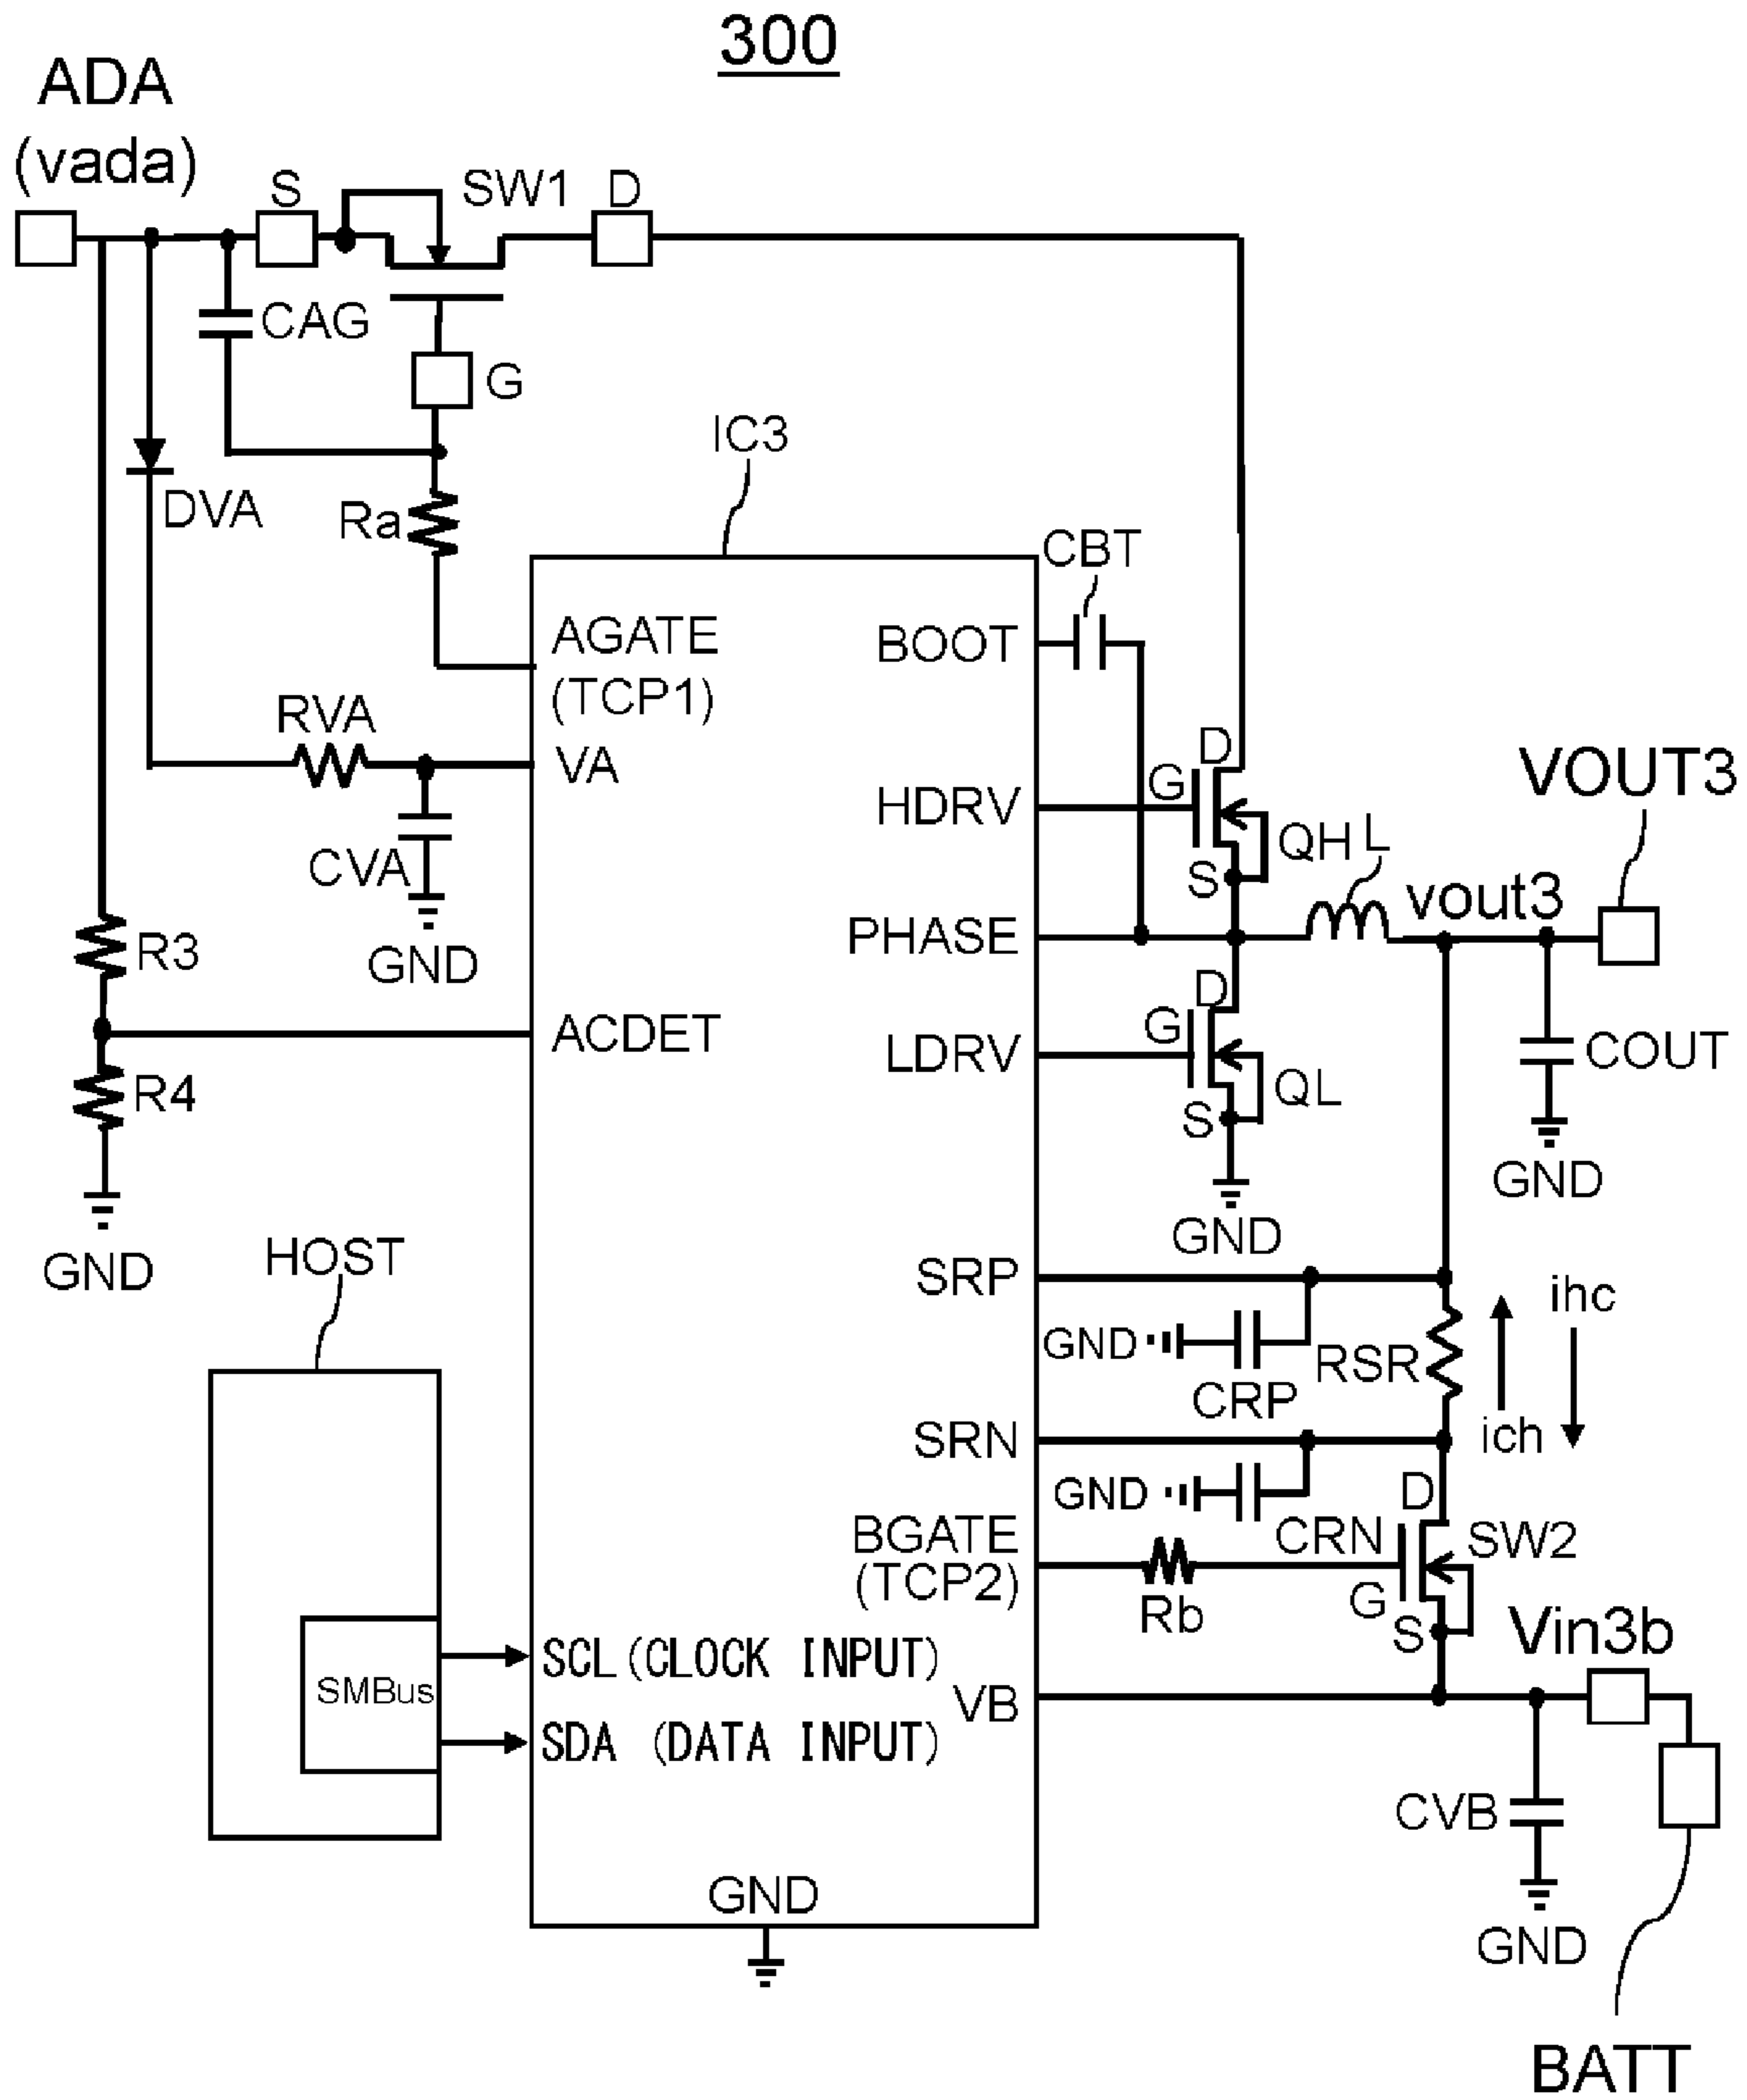 300
ADA
(vada)
S
SW1
D
CAG
G
IC3
DVA
Ra
CBT
AGATE
(TCP1)
BOOT
RVA
VA
D
G
VOUT3
HDRV
QH
L
CVA
S
vout3
GND
PHASE
R3
D
G
ACDET
LDRV
COUT
R4
QL
S
GND
GND
GND
HOST
SRP
ihc
GND
RSR
CRP
SRN
ich
GND
D
BGATE
(TCP2)
CRN
SW2
G
Rb
S
Vin3b
SCL (CLOCK INPUT)
SMBus
VB
SDA (DATA INPUT)
CVB
GND
GND
BATT